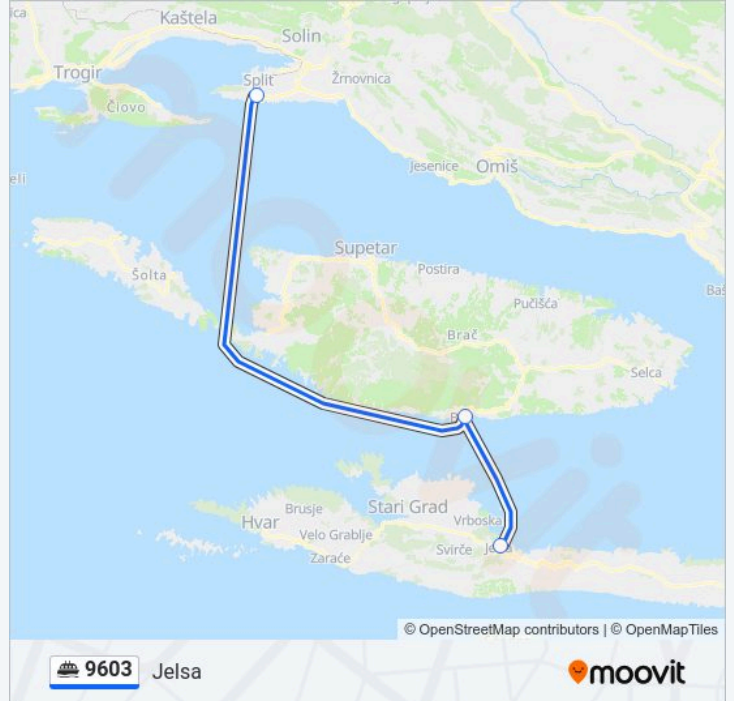 Kaštela
Solin
Trogir
Split
Žrnovnica
Čiovo
Jesenice
Omiš
Supetar
Šolta
Postira
Pučišća
Brač
Selca
Brusje
Stari Grad
Hvar
Vrboska
Velo Grablje
Svirče
Zaraće
© OpenStreetMap contributors | © OpenMapTiles
9603 Jelsa
moovit